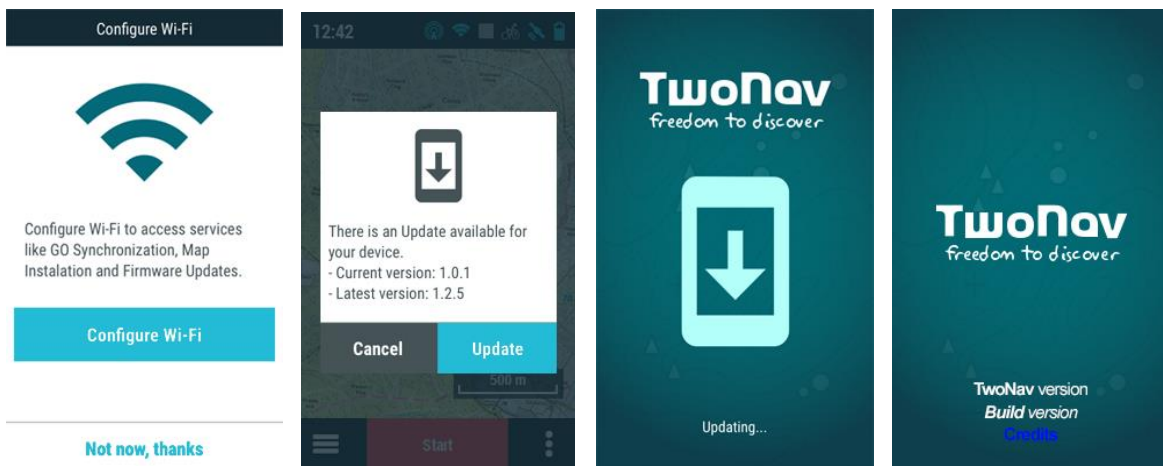 Configure Wi-Fi
Configure Wi-Fi to access services
like GO Synchronization, Map
Instalation and Firmware Updates.
Configure Wi-Fi
Not now, thanks
12:42
There is an Update available for
your device.
- Current version: 1.0.1
- Latest version: 1.2.5
Cancel
Update
500 m
Start
TwoNav
freedom to discover
Updating...
TwoNav
freedom to discover
TwoNav version
Build version
Credits